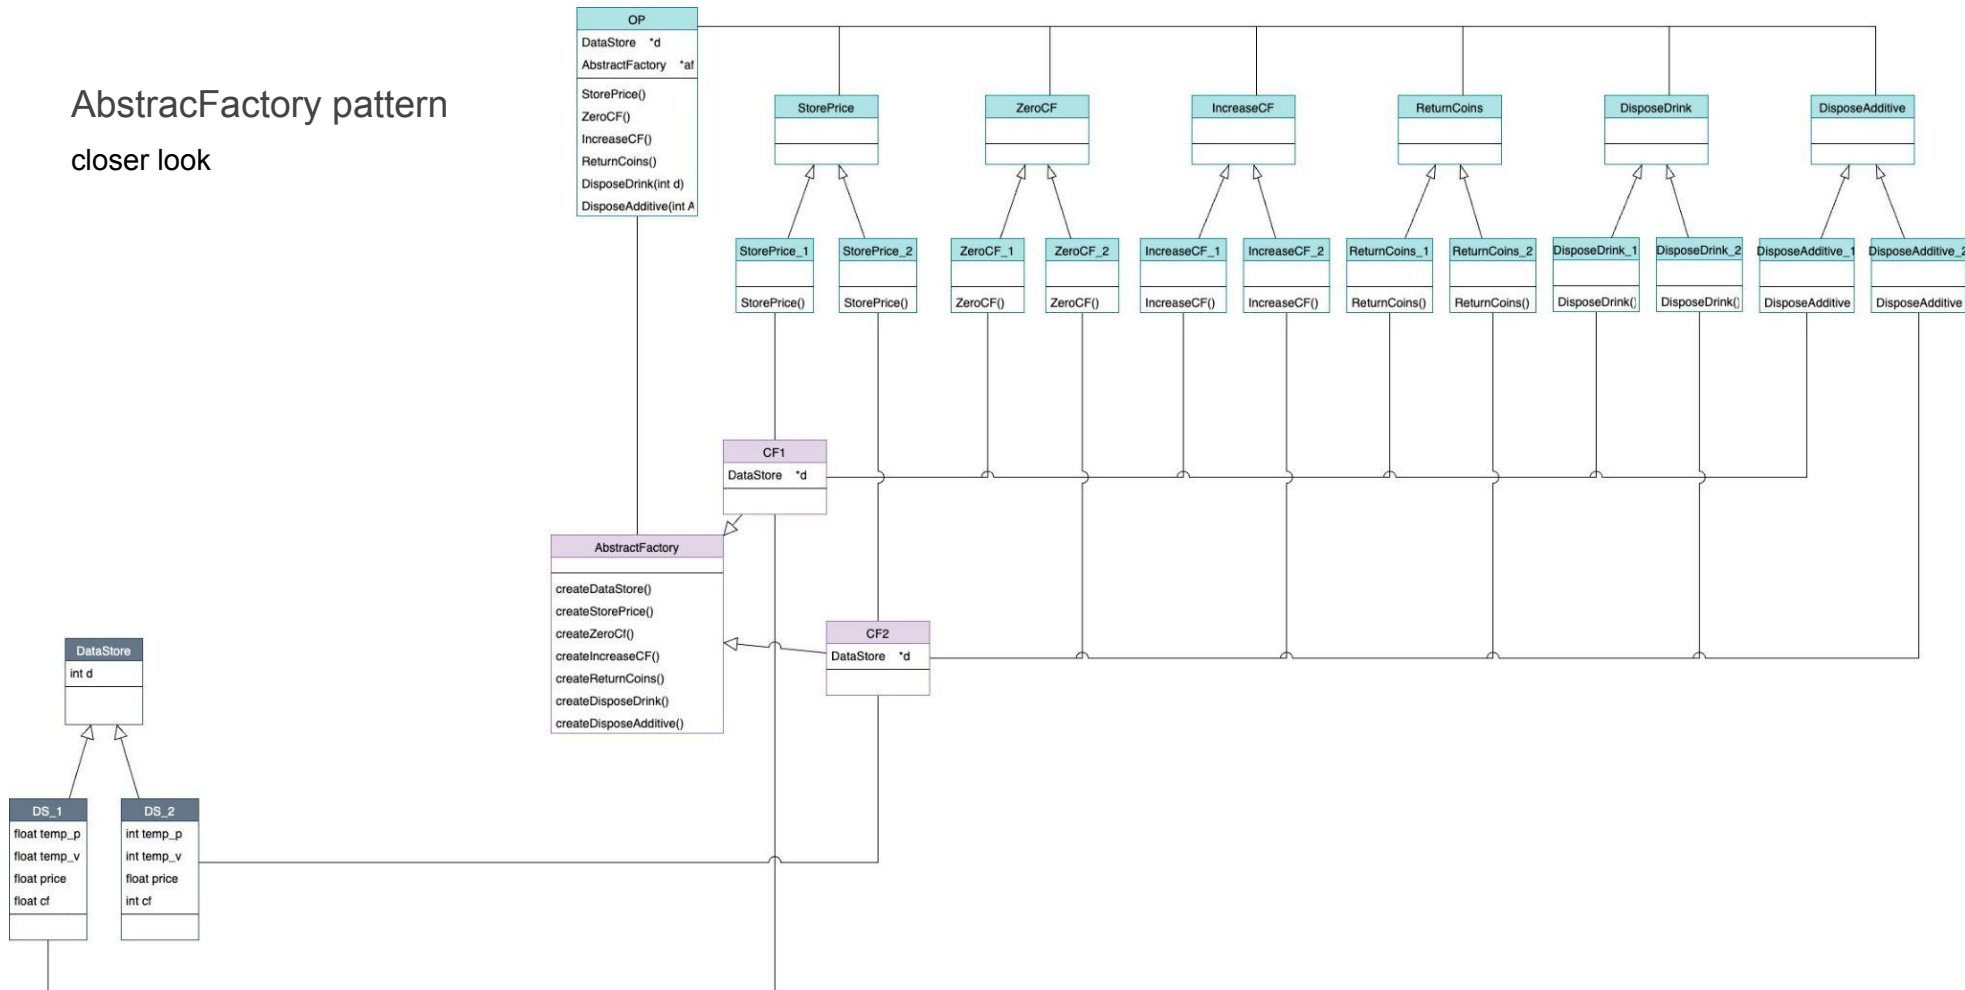 AbstracFactory pattern
closer look
OP
DataStore *d
AbstractFactory *af
StorePrice()
ZeroCF()
IncreaseCF()
ReturnCoins()
DisposeDrink(int d)
DisposeAdditive(int A
StorePrice
ZeroCF
IncreaseCF
ReturnCoins
DisposeDrink
DisposeAdditive
StorePrice_1
StorePrice()
StorePrice_2
StorePrice()
ZeroCF_1
ZeroCF()
ZeroCF_2
ZeroCF()
IncreaseCF_1
IncreaseCF()
IncreaseCF_2
IncreaseCF()
ReturnCoins_1
ReturnCoins()
ReturnCoins_2
ReturnCoins()
DisposeDrink_1
DisposeDrink()
DisposeDrink_2
DisposeDrink()
DisposeAdditive_1
DisposeAdditive
DisposeAdditive_2
DisposeAdditive
CF1
DataStore *d
AbstractFactory
createDataStore()
createStorePrice()
createZeroCf()
createIncreaseCF()
createReturnCoins()
createDisposeDrink()
createDisposeAdditive()
CF2
DataStore *d
DataStore
int d
DS_1
float temp_p
float temp_v
float price
float cf
DS_2
int temp_p
int temp_v
float price
int cf